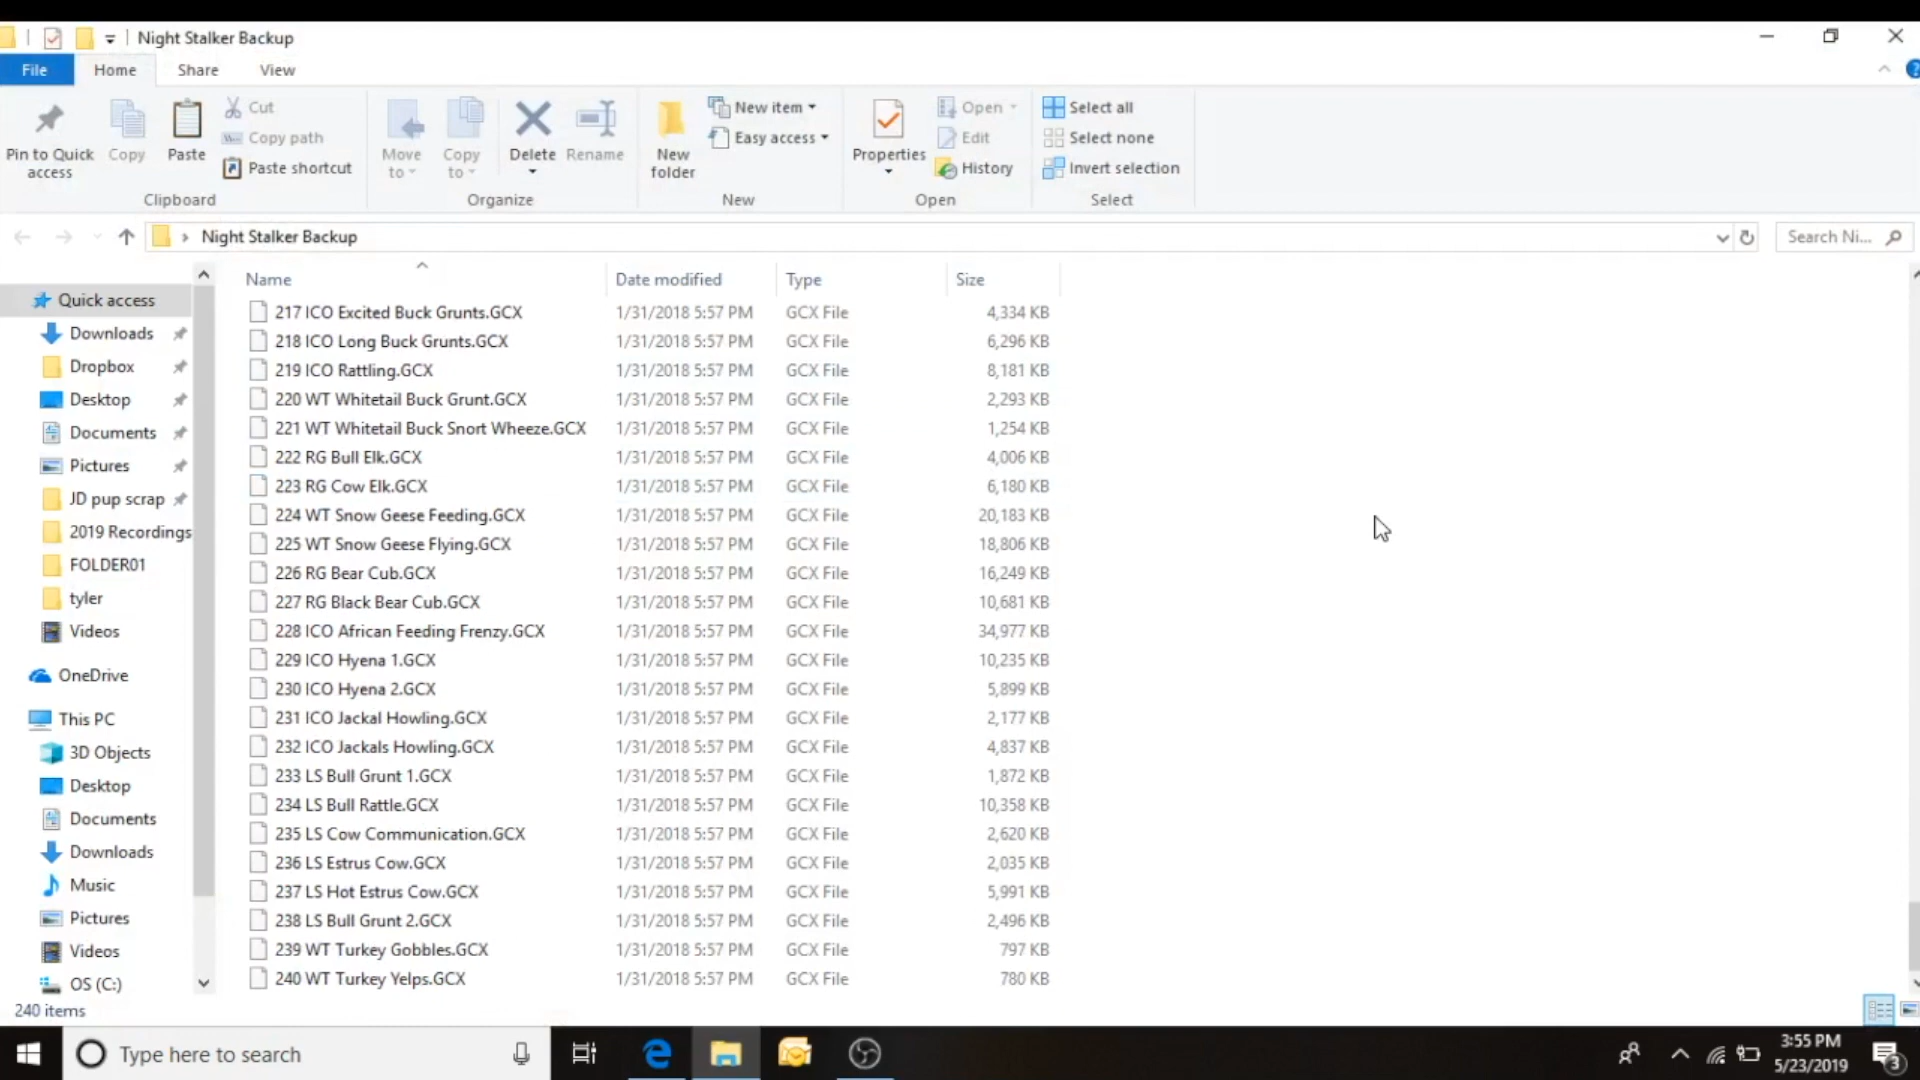 Night Stalker Backup
File Home Share View
Pin to Quick access
Copy
Paste
Cut
Copy path
Paste shortcut
Clipboard
Move to
Copy to
Delete
Rename
Organize
New folder
New item
Easy access
New
Properties
Open
Edit
History
Open
Select all
Select none
Invert selection
Select
Night Stalker Backup
Search Ni...
Quick access
Downloads
Dropbox
Desktop
Documents
Pictures
JD pup scrap
2019 Recordings
FOLDER01
tyler
Videos
OneDrive
This PC
3D Objects
Desktop
Documents
Downloads
Music
Pictures
Videos
OS (C:)
Name Date modified Type Size
217 ICO Excited Buck Grunts.GCX 1/31/2018 5:57 PM GCX File 4,334 KB
218 ICO Long Buck Grunts.GCX 1/31/2018 5:57 PM GCX File 6,296 KB
219 ICO Rattling.GCX 1/31/2018 5:57 PM GCX File 8,181 KB
220 WT Whitetail Buck Grunt.GCX 1/31/2018 5:57 PM GCX File 2,293 KB
221 WT Whitetail Buck Snort Wheeze.GCX 1/31/2018 5:57 PM GCX File 1,254 KB
222 RG Bull Elk.GCX 1/31/2018 5:57 PM GCX File 4,006 KB
223 RG Cow Elk.GCX 1/31/2018 5:57 PM GCX File 6,180 KB
224 WT Snow Geese Feeding.GCX 1/31/2018 5:57 PM GCX File 20,183 KB
225 WT Snow Geese Flying.GCX 1/31/2018 5:57 PM GCX File 18,806 KB
226 RG Bear Cub.GCX 1/31/2018 5:57 PM GCX File 16,249 KB
227 RG Black Bear Cub.GCX 1/31/2018 5:57 PM GCX File 10,681 KB
228 ICO African Feeding Frenzy.GCX 1/31/2018 5:57 PM GCX File 34,977 KB
229 ICO Hyena 1.GCX 1/31/2018 5:57 PM GCX File 10,235 KB
230 ICO Hyena 2.GCX 1/31/2018 5:57 PM GCX File 5,899 KB
231 ICO Jackal Howling.GCX 1/31/2018 5:57 PM GCX File 2,177 KB
232 ICO Jackals Howling.GCX 1/31/2018 5:57 PM GCX File 4,837 KB
233 LS Bull Grunt 1.GCX 1/31/2018 5:57 PM GCX File 1,872 KB
234 LS Bull Rattle.GCX 1/31/2018 5:57 PM GCX File 10,358 KB
235 LS Cow Communication.GCX 1/31/2018 5:57 PM GCX File 2,620 KB
236 LS Estrus Cow.GCX 1/31/2018 5:57 PM GCX File 2,035 KB
237 LS Hot Estrus Cow.GCX 1/31/2018 5:57 PM GCX File 5,991 KB
238 LS Bull Grunt 2.GCX 1/31/2018 5:57 PM GCX File 2,496 KB
239 WT Turkey Gobbles.GCX 1/31/2018 5:57 PM GCX File 797 KB
240 WT Turkey Yelps.GCX 1/31/2018 5:57 PM GCX File 780 KB
240 items
Type here to search
3:55 PM
5/23/2019
3